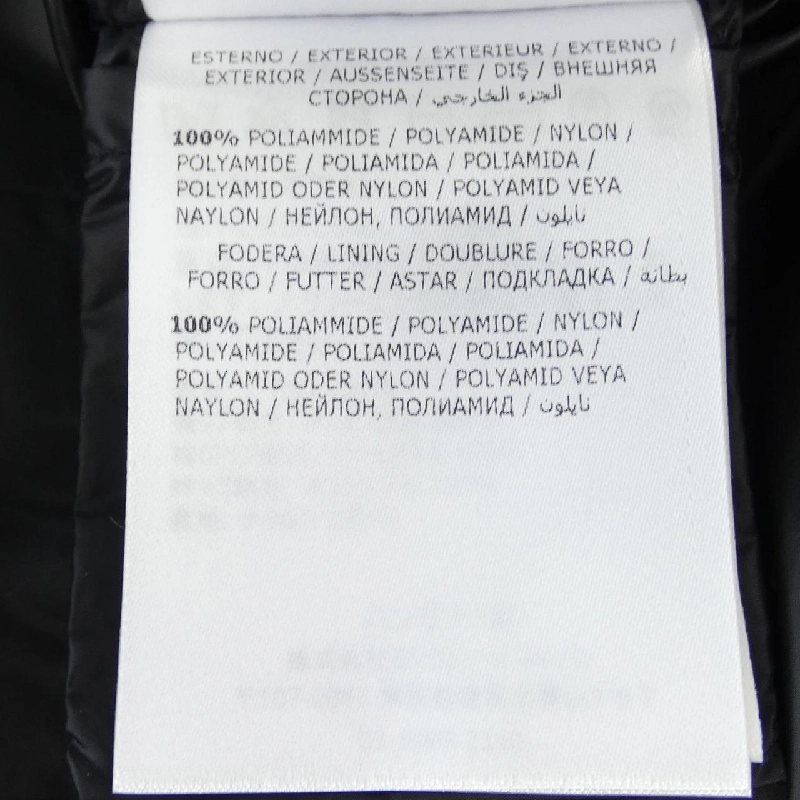 ESTERNO / EXTERIOR / EXTERIEUR / EXTERNO /
EXTERIOR / AUSSENSEITE / DIŞ / ВНЕШНЯЯ
СТОРОНА / الجزء الخارجي
100% POLIAMMIDE / POLYAMIDE / NYLON /
POLYAMIDE / POLIAMIDA / POLIAMIDA /
POLYAMID ODER NYLON / POLYAMID VEYA
NAYLON / НЕЙЛОН, ПОЛИАМИД / نايلون
FODERA / LINING / DOUBLURE / FORRO /
FORRO / FUTTER / ASTAR / ПОДКЛАДКА / بطانة
100% POLIAMMIDE / POLYAMIDE / NYLON /
POLYAMIDE / POLIAMIDA / POLIAMIDA /
POLYAMID ODER NYLON / POLYAMID VEYA
NAYLON / НЕЙЛОН, ПОЛИАМИД / نايلون